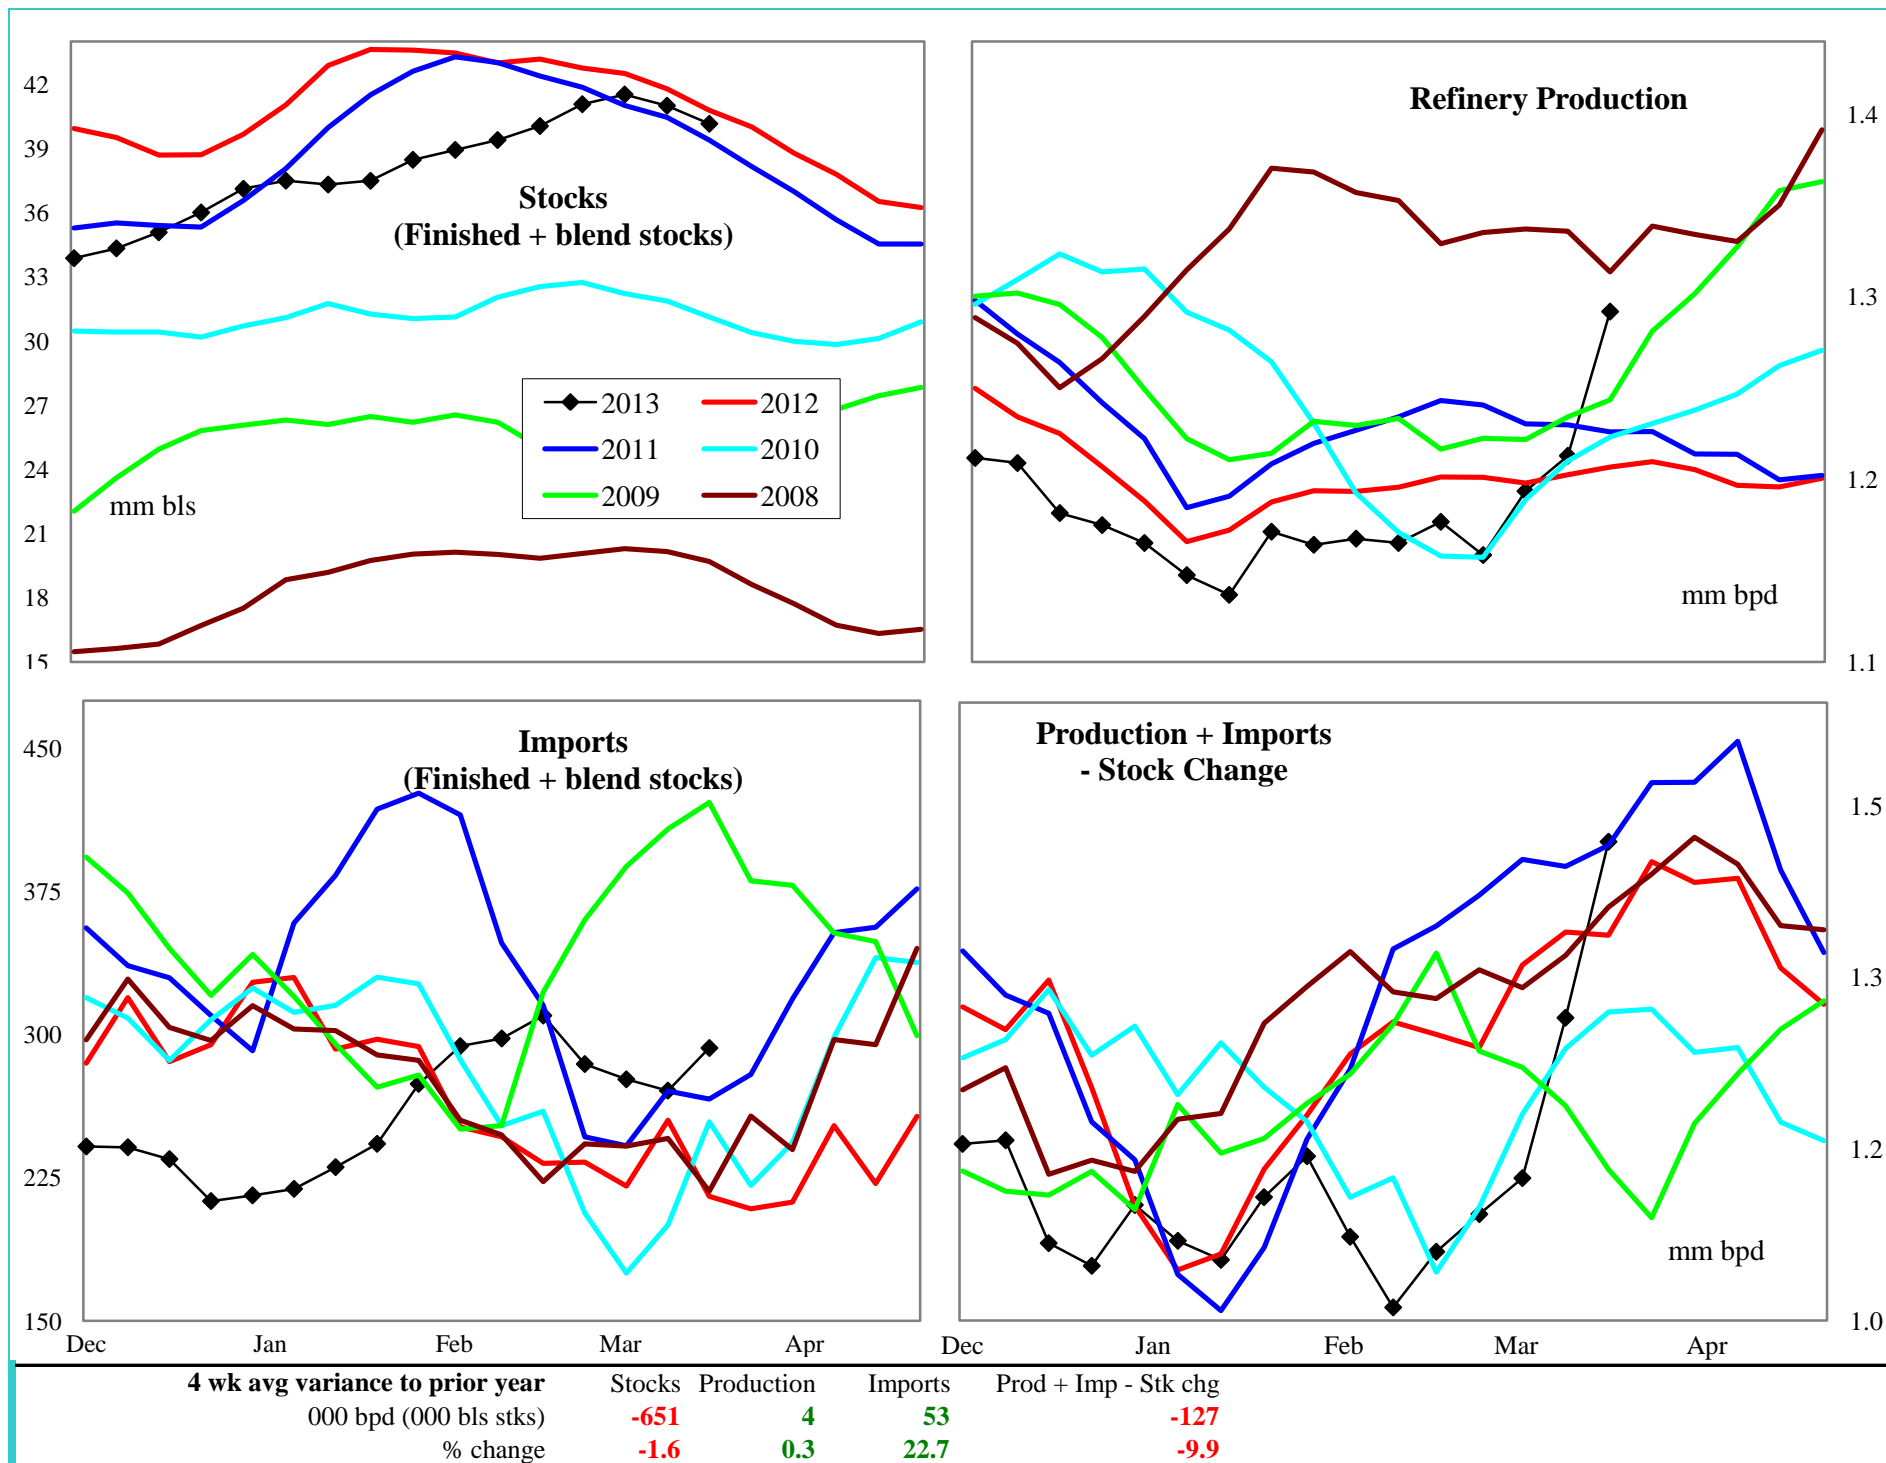 42
39
36
33
30
27
24
21
18
15
Stocks
(Finished + blend stocks)
mm bls
2013
2012
2011
2010
2009
2008
Refinery Production
mm bpd
1.4
1.3
1.2
1.1
450
375
300
225
150
Imports
(Finished + blend stocks)
Dec Jan Feb Mar Apr
Production + Imports
- Stock Change
mm bpd
1.5
1.3
1.2
1.0
Dec Jan Feb Mar Apr
4 wk avg variance to prior year Stocks Production Imports Prod + Imp - Stk chg
000 bpd (000 bls stks) -651 4 53 -127
% change -1.6 0.3 22.7 -9.9